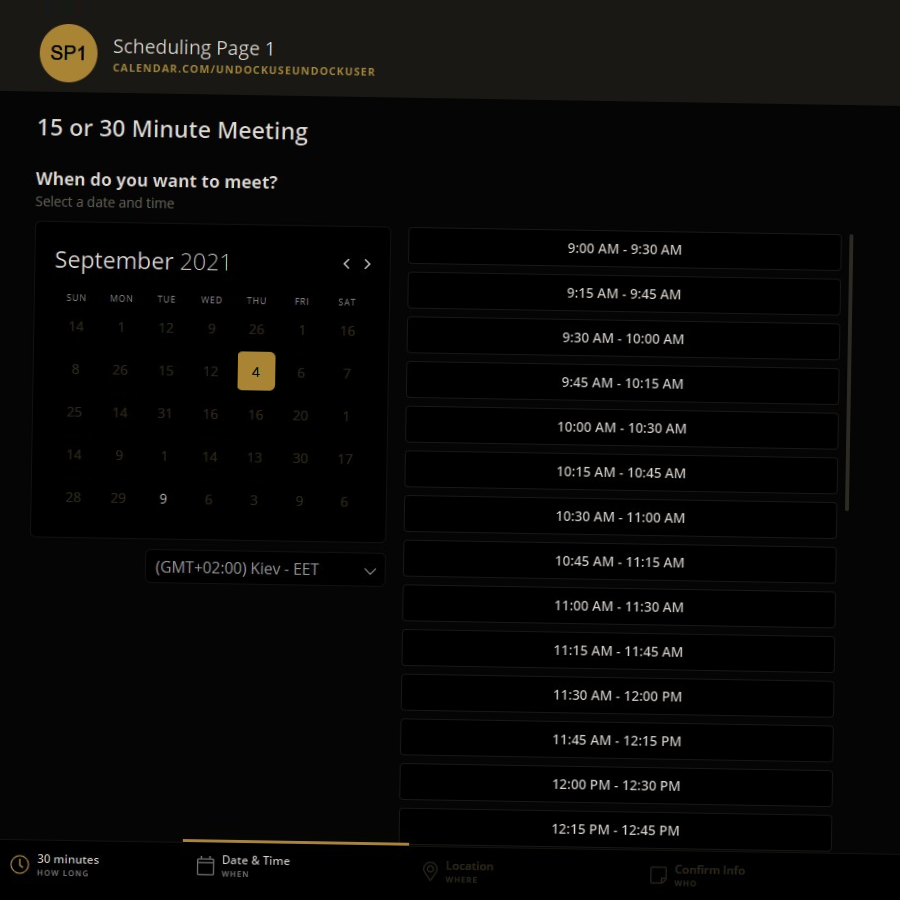 SP1
Scheduling Page 1
CALENDAR.COM/UNDOCKUSEUNDOCKUSER
15 or 30 Minute Meeting
When do you want to meet?
Select a date and time
September 2021
SUN MON TUE WED THU FRI SAT
14 1 12 9 26 1 16
8 26 15 12 4 6 7
25 14 31 16 16 20 1
14 9 1 14 13 30 17
28 29 9 6 3 9 6
(GMT+02:00) Kiev - EET
9:00 AM - 9:30 AM
9:15 AM - 9:45 AM
9:30 AM - 10:00 AM
9:45 AM - 10:15 AM
10:00 AM - 10:30 AM
10:15 AM - 10:45 AM
10:30 AM - 11:00 AM
10:45 AM - 11:15 AM
11:00 AM - 11:30 AM
11:15 AM - 11:45 AM
11:30 AM - 12:00 PM
11:45 AM - 12:15 PM
12:00 PM - 12:30 PM
12:15 PM - 12:45 PM
30 minutes
HOW LONG
Date & Time
WHEN
Location
WHERE
Confirm Info
WHO